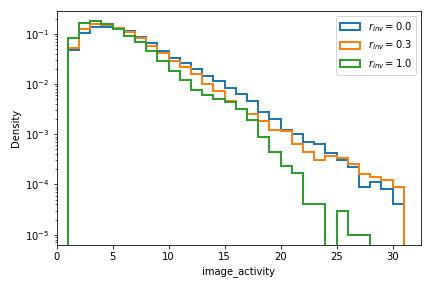 r_inv = 0.0
r_inv = 0.3
r_inv = 1.0
10^-1
10^-2
10^-3
10^-4
10^-5
Density
0 5 10 15 20 25 30
image_activity